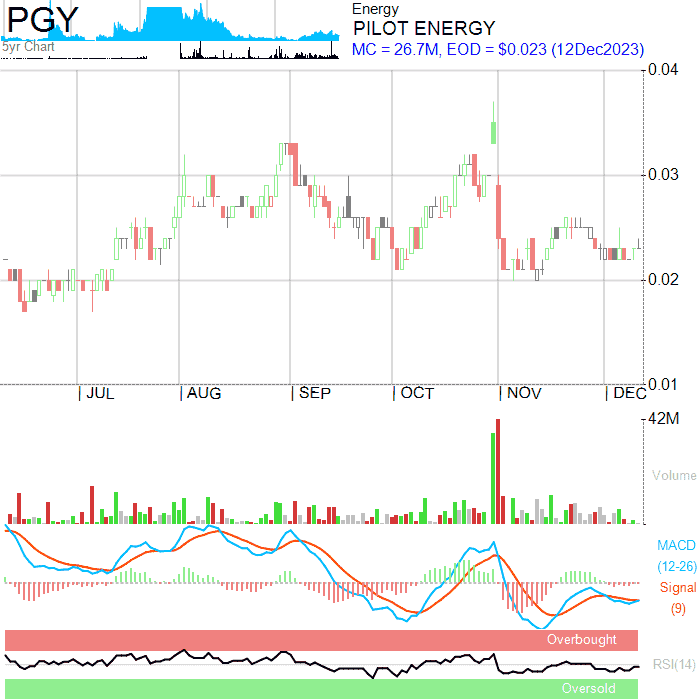 PGY
5yr Chart
Energy
PILOT ENERGY
MC = 26.7M, EOD = $0.023 (12Dec2023)
0.04
0.03
0.02
0.01
JUL AUG SEP OCT NOV DEC
42M
Volume
MACD
(12-26)
Signal
(9)
Overbought
RSI(14)
Oversold